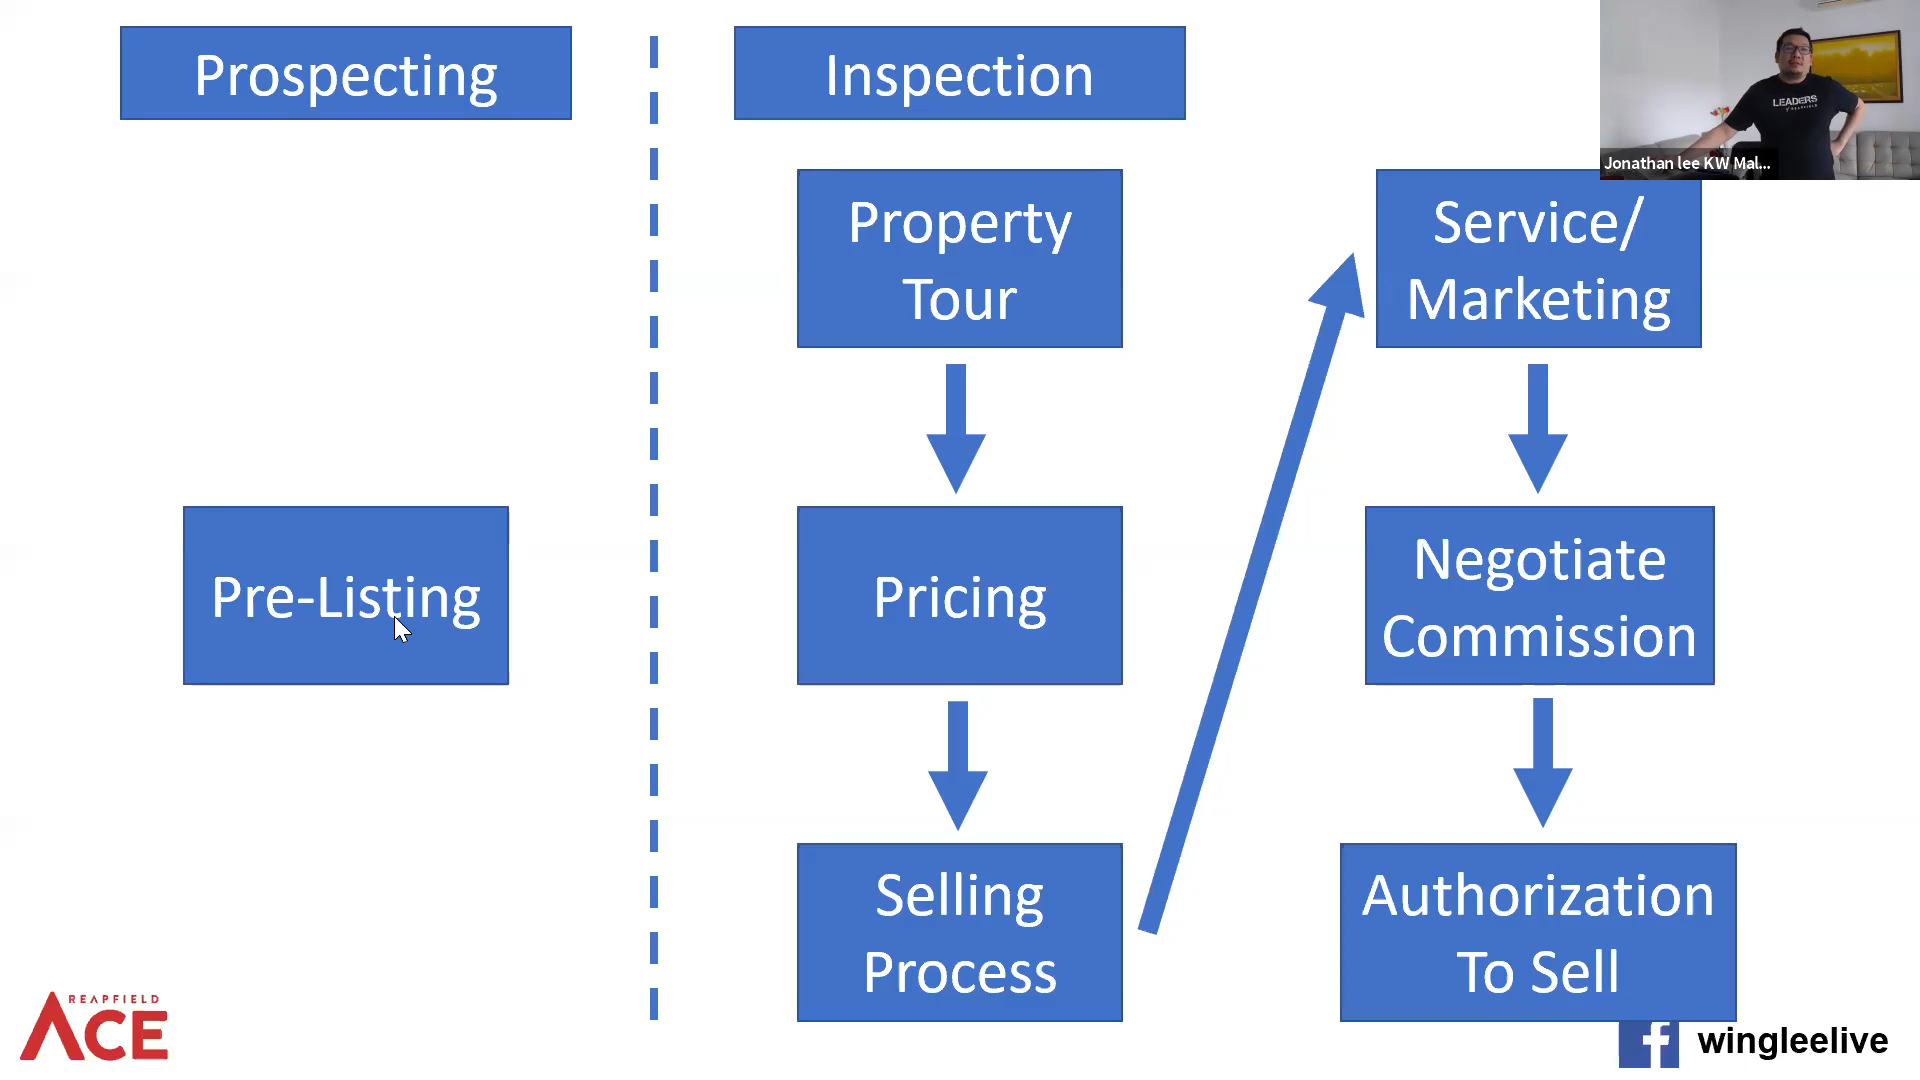 Prospecting
Inspection
LEADERS
Jonathan lee KW Mal...
Property
Tour
Service/
Marketing
Pre-Listing
Pricing
Negotiate
Commission
Selling
Process
Authorization
To Sell
REAPFIELD
ACE
f wingleelive